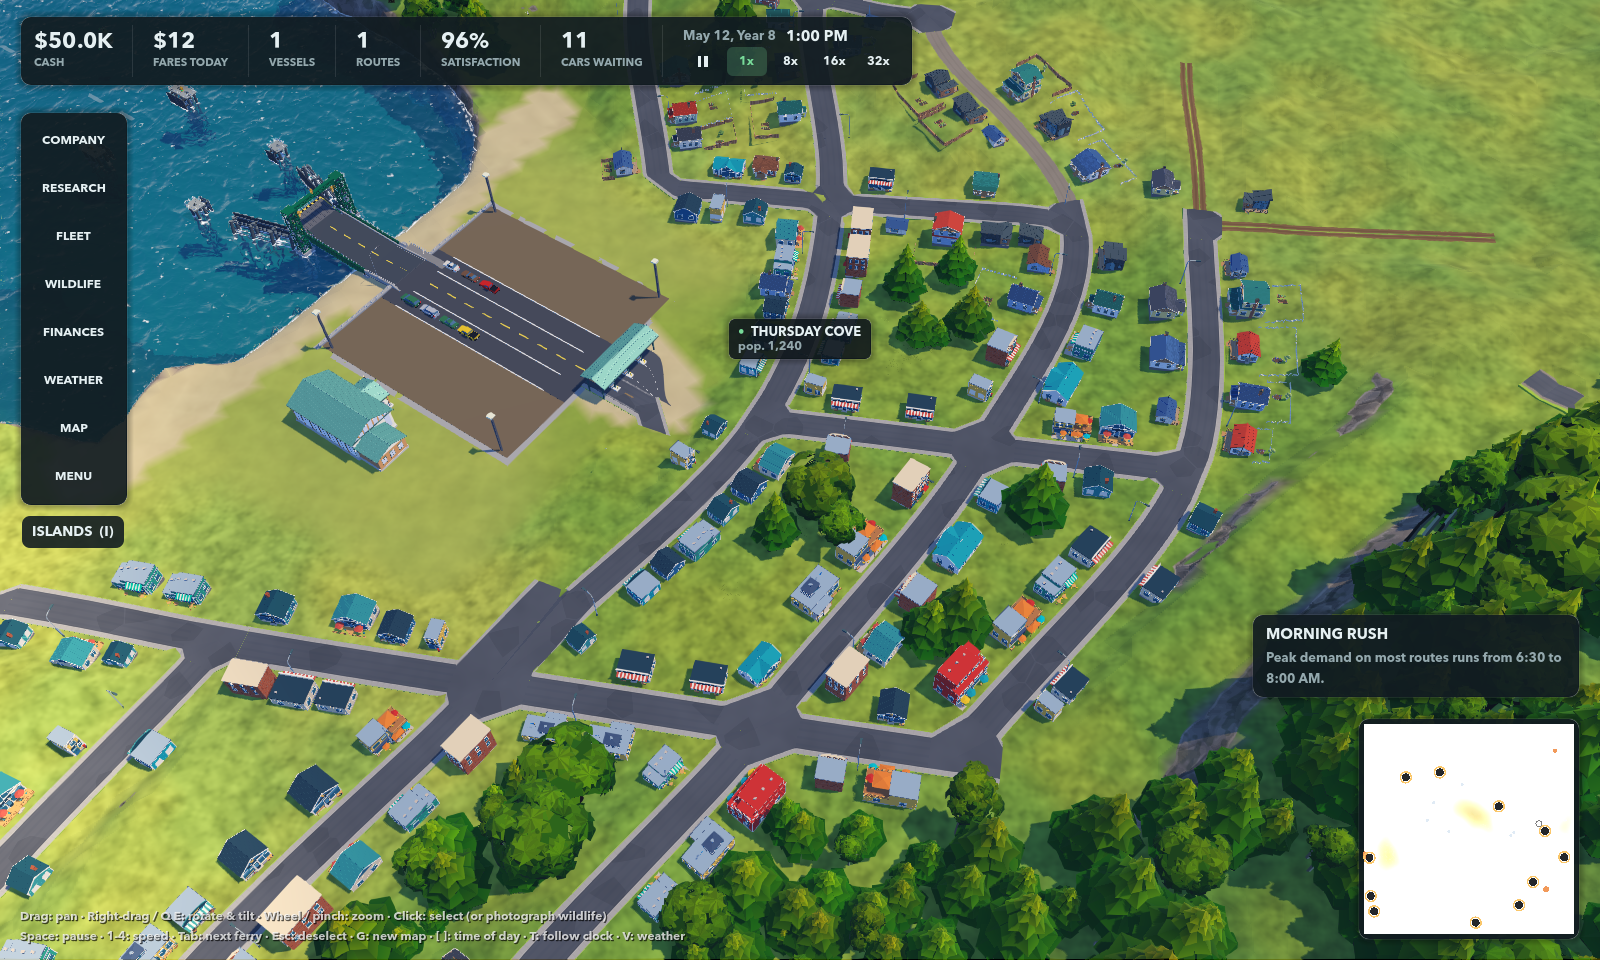 $50.0K
CASH
$12
FARES TODAY
1
VESSELS
1
ROUTES
96%
SATISFACTION
11
CARS WAITING
May 12, Year 8 1:00 PM
1x 8x 16x 32x
COMPANY
RESEARCH
FLEET
WILDLIFE
FINANCES
WEATHER
MAP
MENU
ISLANDS (I)
• THURSDAY COVE
pop. 1,240
MORNING RUSH
Peak demand on most routes runs from 6:30 to
8:00 AM.
Drag: pan · Right-drag / Q E: rotate & tilt · Wheel / pinch: zoom · Click: select (or photograph wildlife)
Space: pause · 1-4: speed · Tab: next ferry · Esc: deselect · G: new map · [ ]: time of day · T: follow clock · V: weather